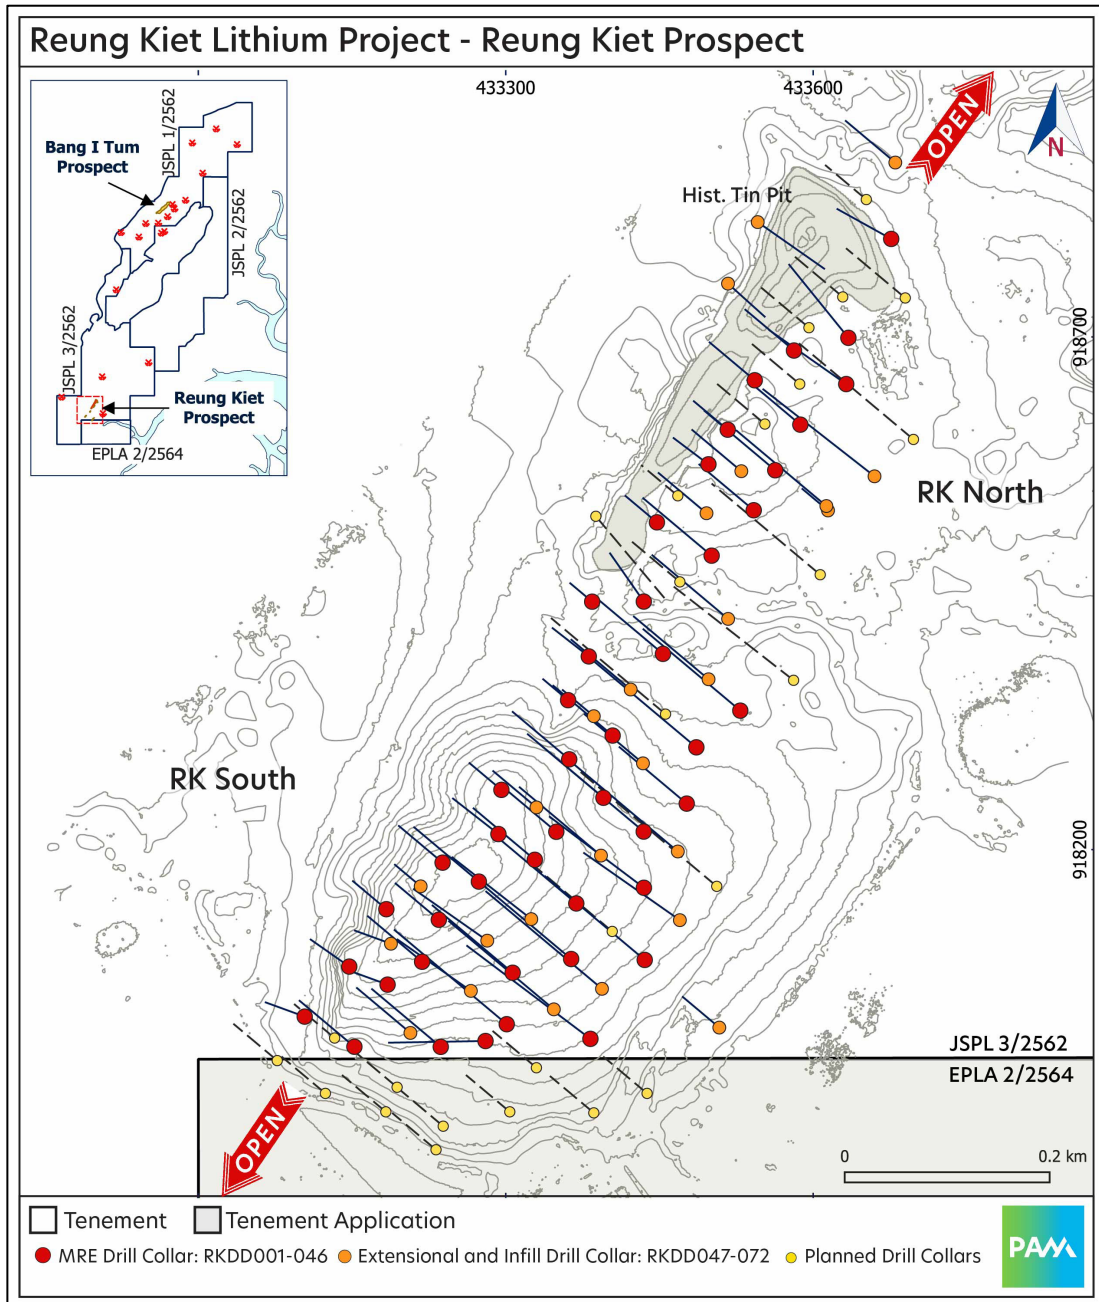 Reung Kiet Lithium Project - Reung Kiet Prospect
433300
433600
OPEN
N
Bang I Tum
Prospect
JSPL 1/2562
JSPL 2/2562
JSPL 3/2562
Reung Kiet
Prospect
EPLA 2/2564
Hist. Tin Pit
918700
RK North
RK South
918200
JSPL 3/2562
EPLA 2/2564
OPEN
0
0.2 km
Tenement
Tenement Application
MRE Drill Collar: RKDD001-046
Extensional and Infill Drill Collar: RKDD047-072
Planned Drill Collars
PAM